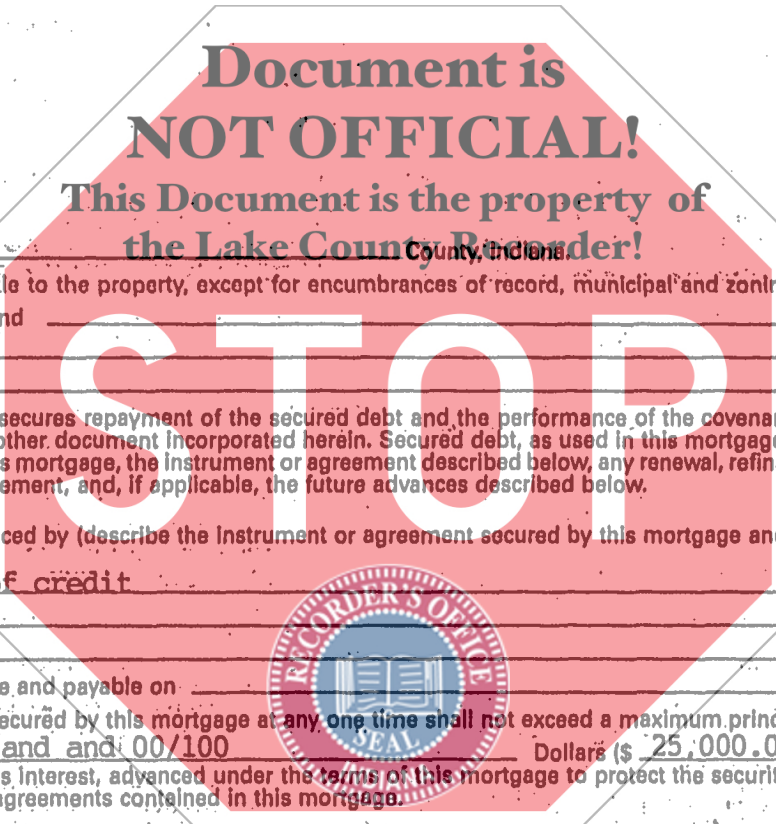 Document is
NOT OFFICIAL!
This Document is the property of
the Lake County Recorder!
County, Indiana.
le to the property, except for encumbrances of record, municipal and zonin
nd
STOP
secures repayment of the secured debt and the performance of the covenan
other document incorporated herein. Secured debt, as used in this mortgage
s mortgage, the instrument or agreement described below, any renewal, refin
ement, and, if applicable, the future advances described below.
ced by (describe the instrument or agreement secured by this mortgage and
of credit
RECORDER'S OFFICE
SEAL
e and payable on
secured by this mortgage at any one time shall not exceed a maximum princ
and and 00/100 Dollars ($ 25,000.0
s interest, advanced under the terms of this mortgage to protect the securit
agreements contained in this mortgage.